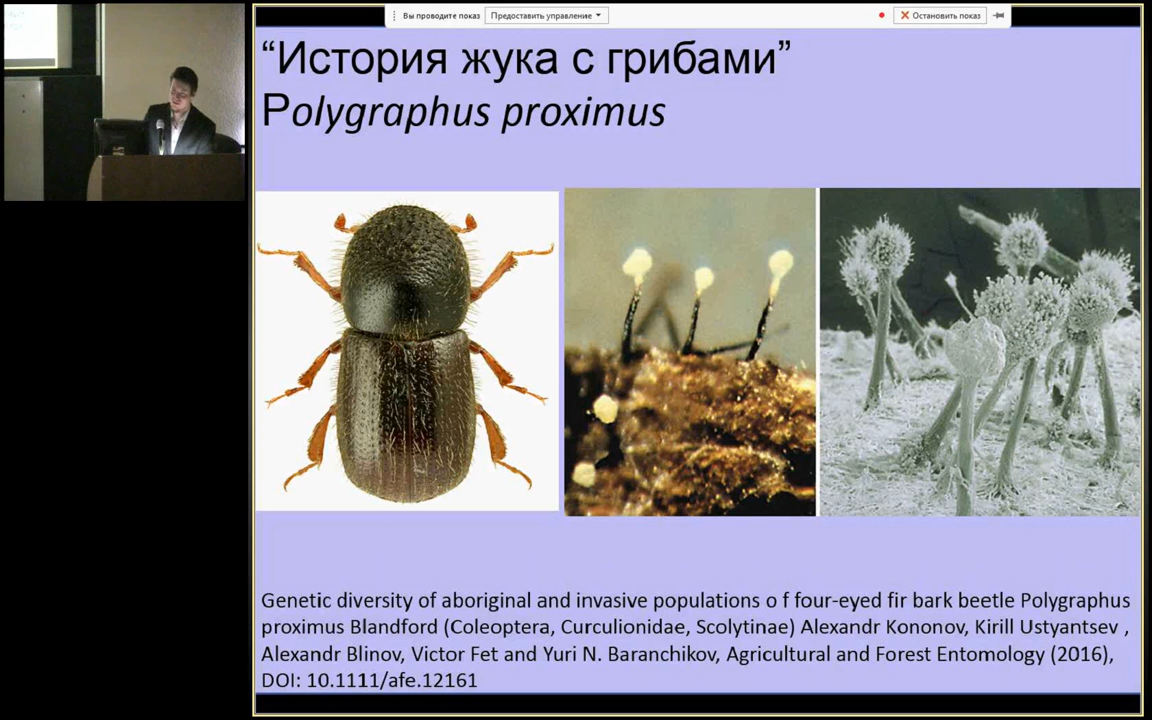 Вы проводите показ
Предоставить управление
Остановить показ
“История жука с грибами”
Polygraphus proximus
Genetic diversity of aboriginal and invasive populations o f four-eyed fir bark beetle Polygraphus
proximus Blandford (Coleoptera, Curculionidae, Scolytinae) Alexandr Kononov, Kirill Ustyantsev ,
Alexandr Blinov, Victor Fet and Yuri N. Baranchikov, Agricultural and Forest Entomology (2016),
DOI: 10.1111/afe.12161